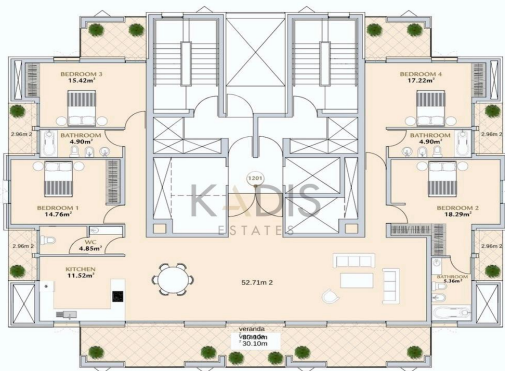 BEDROOM 3
15.42m²
BEDROOM 4
17.22m²
2.96m 2
BATHROOM
4.90m²
BATHROOM
4.90m²
2.96m 2
1201
KADIS
ESTATES
BEDROOM 1
14.76m²
BEDROOM 2
18.29m²
2.96m 2
WC
4.85m²
2.96m 2
KITCHEN
11.52m²
52.71m 2
BATHROOM
5.36m²
veranda
30.10m²